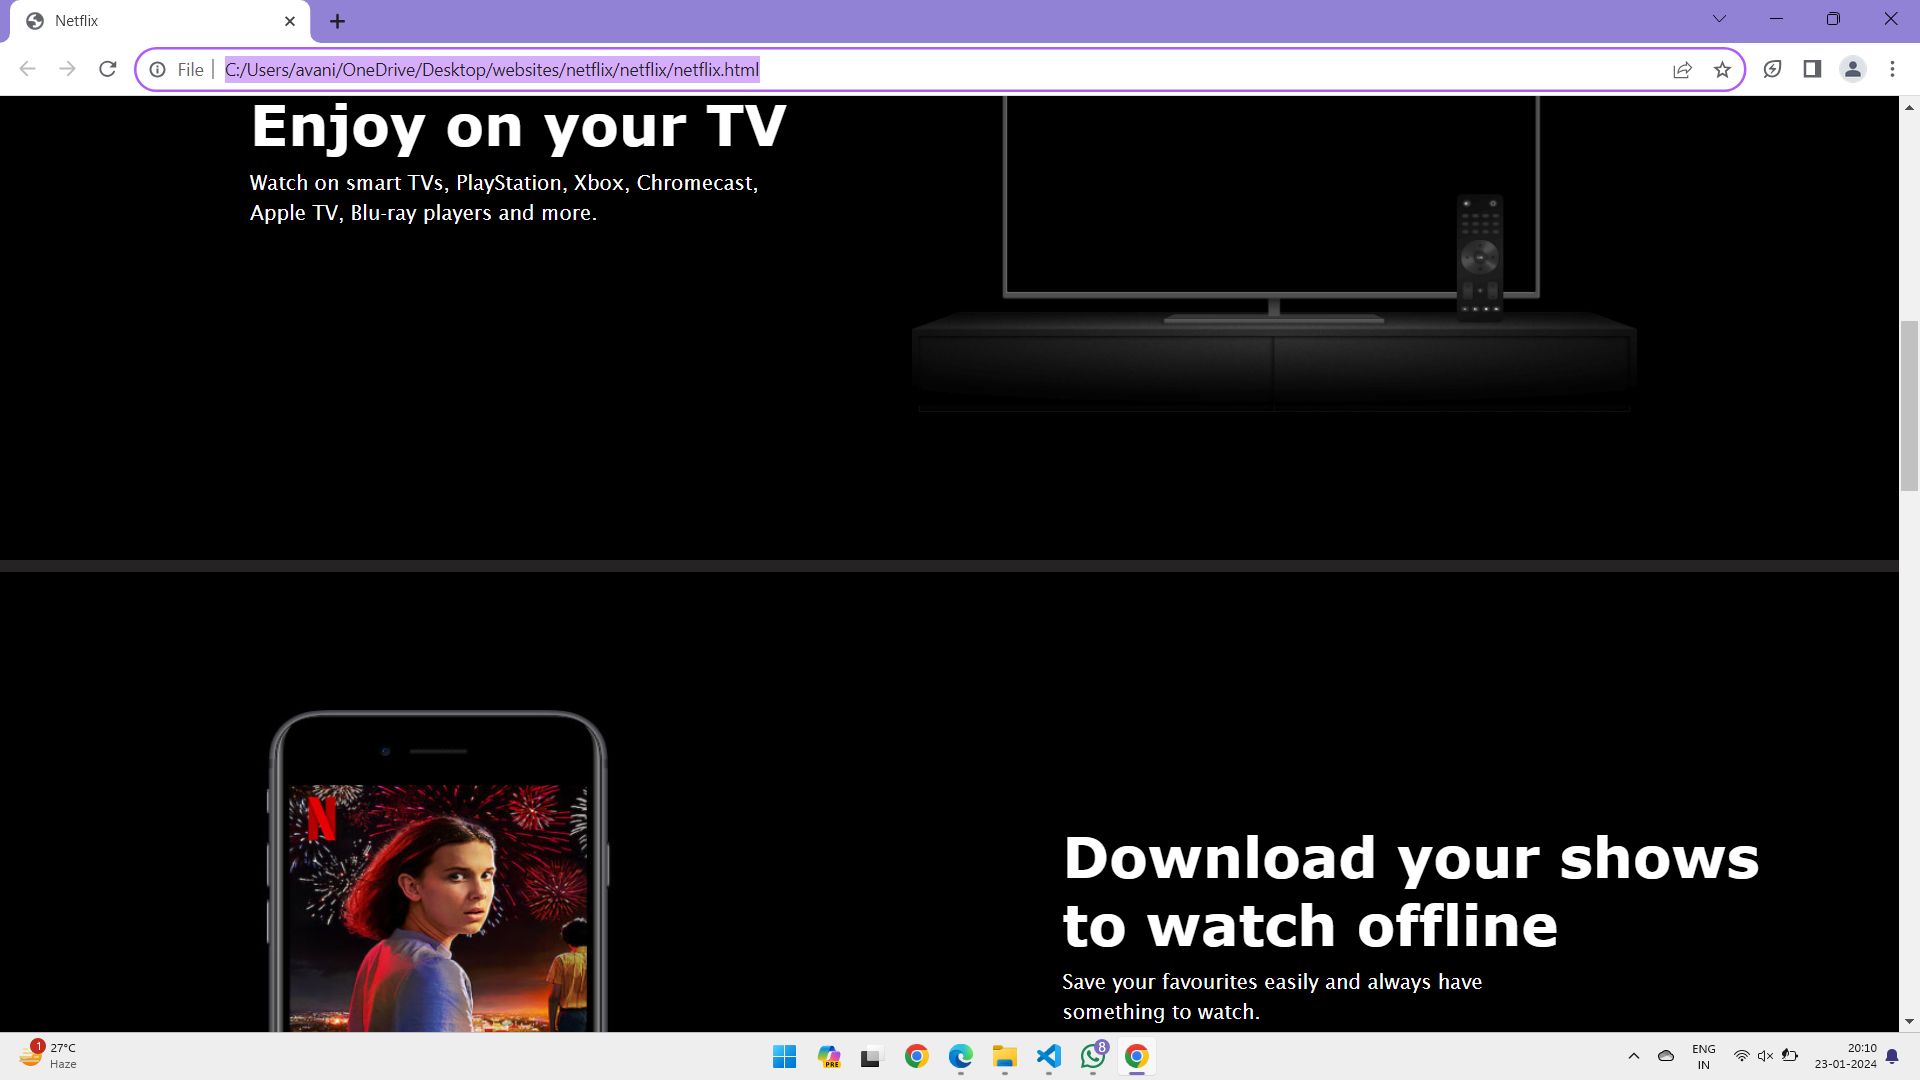 Netflix
File
C:/Users/avani/OneDrive/Desktop/websites/netflix/netflix/netflix.html
Enjoy on your TV
Watch on smart TVs, PlayStation, Xbox, Chromecast,
Apple TV, Blu-ray players and more.
N
Download your shows
to watch offline
Save your favourites easily and always have
something to watch.
1
27°C
Haze
PRE
8
ENG
IN
20:10
23-01-2024